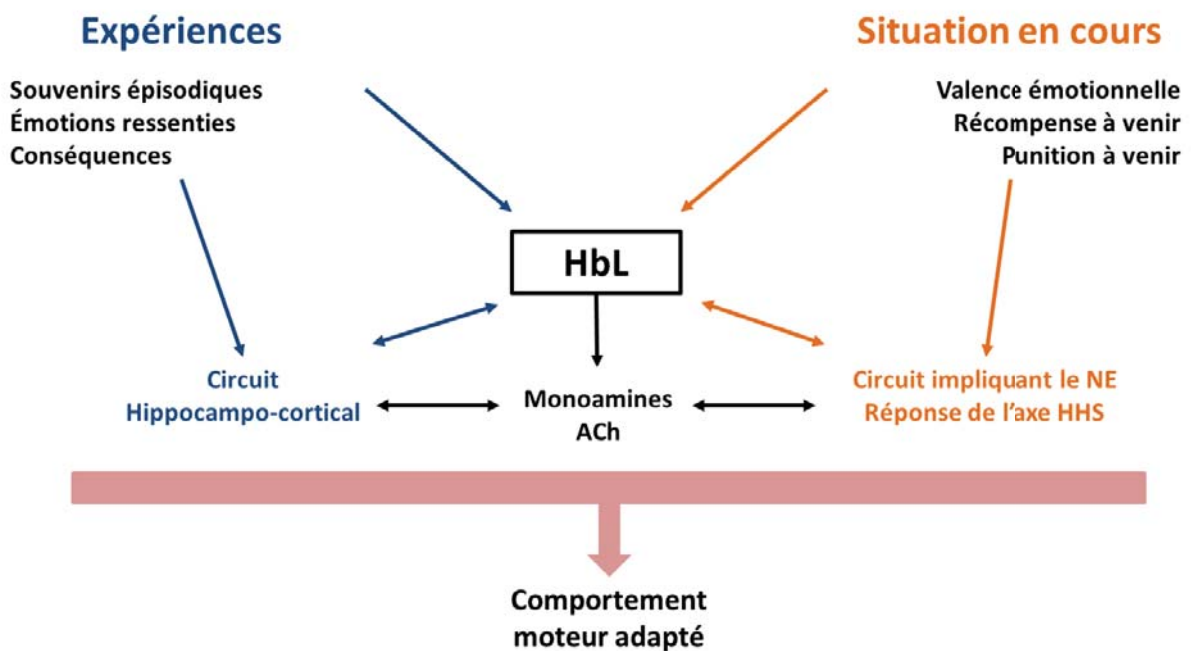 Expériences
Situation en cours
Souvenirs épisodiques
Émotions ressenties
Conséquences
Valence émotionnelle
Récompense à venir
Punition à venir
HbL
Circuit
Hippocampo-cortical
Monoamines
ACh
Circuit impliquant le NE
Réponse de l'axe HHS
Comportement
moteur adapté